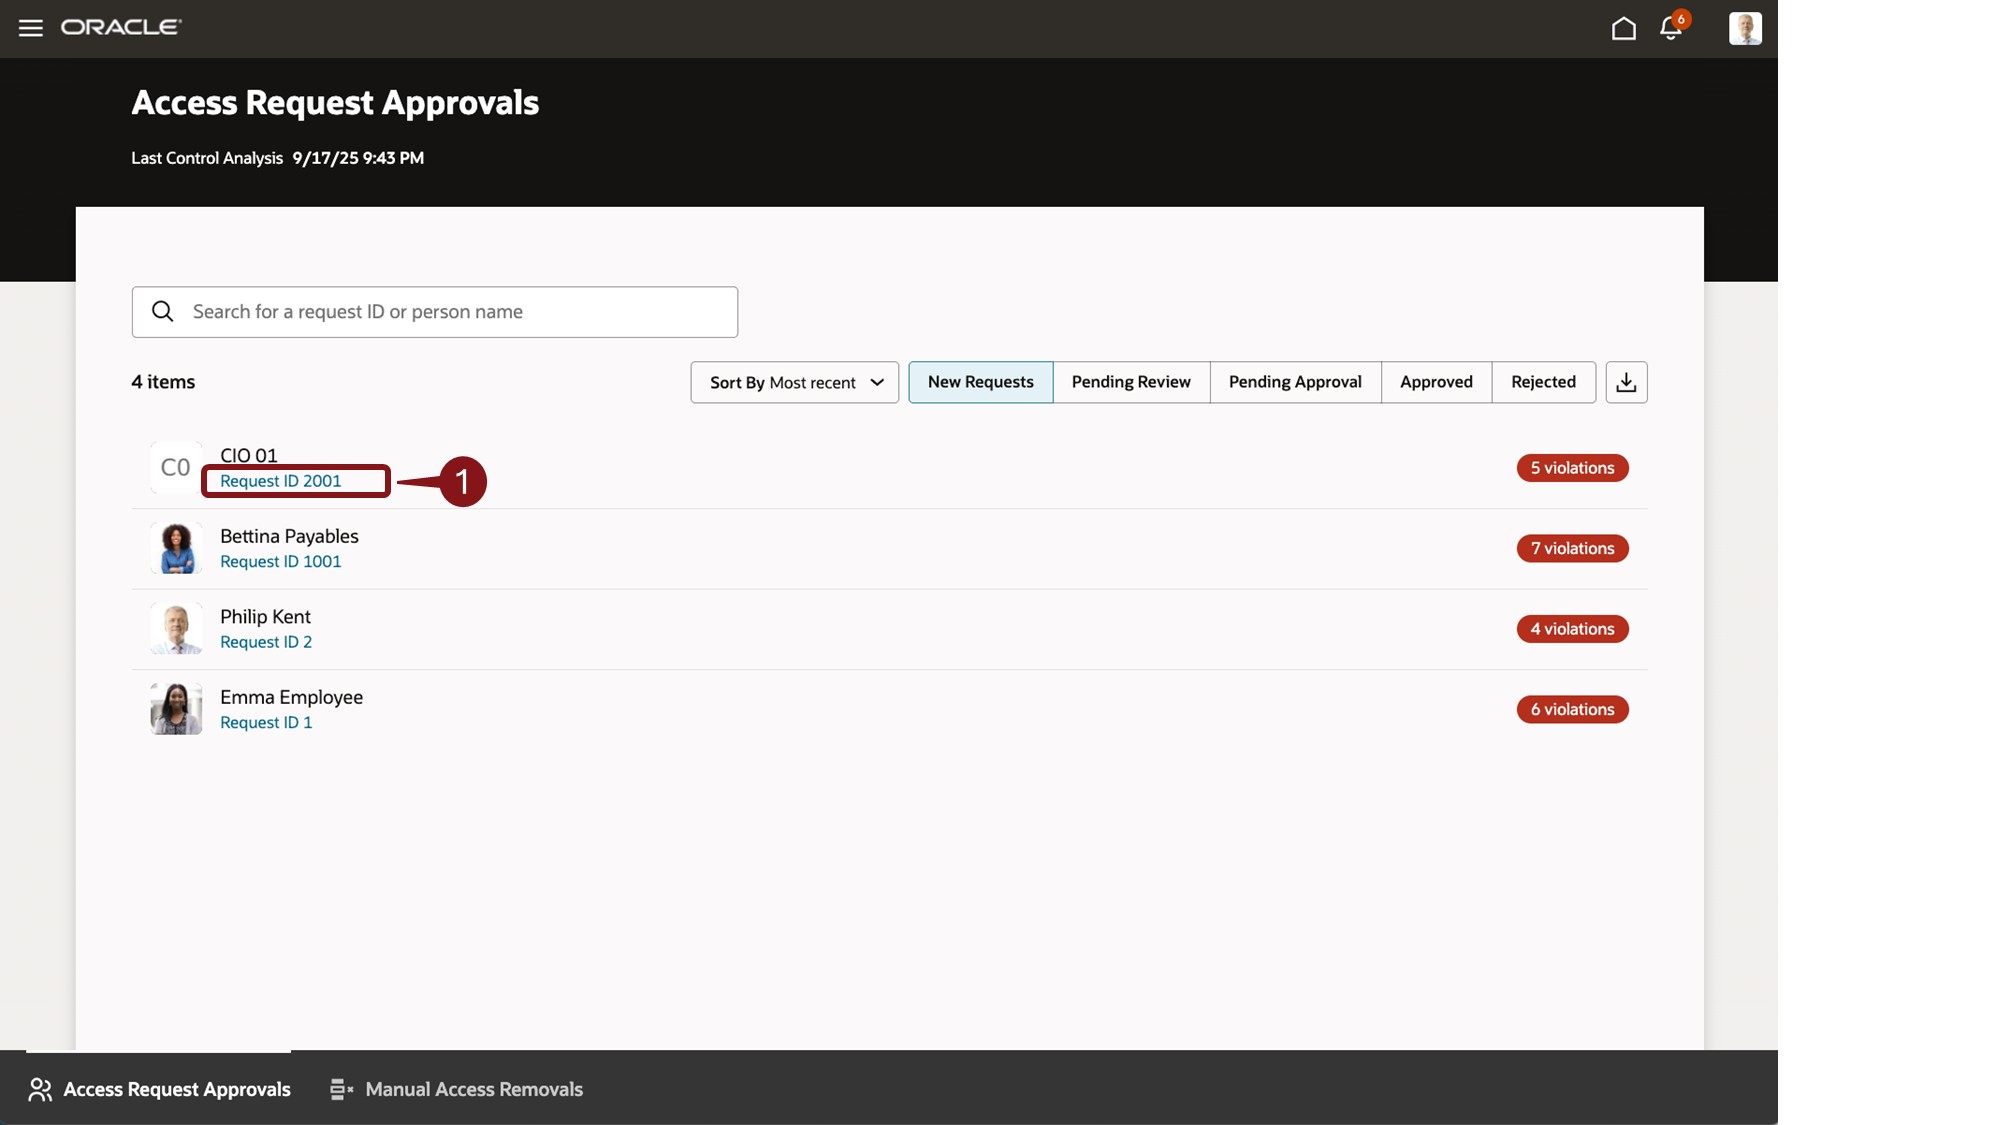 ORACLE
6
Access Request Approvals
Last Control Analysis 9/17/25 9:43 PM
Search for a request ID or person name
4 items
Sort By Most recent
New Requests
Pending Review
Pending Approval
Approved
Rejected
C0
CIO 01
Request ID 2001
1
5 violations
Bettina Payables
Request ID 1001
7 violations
Philip Kent
Request ID 2
4 violations
Emma Employee
Request ID 1
6 violations
Access Request Approvals
Manual Access Removals